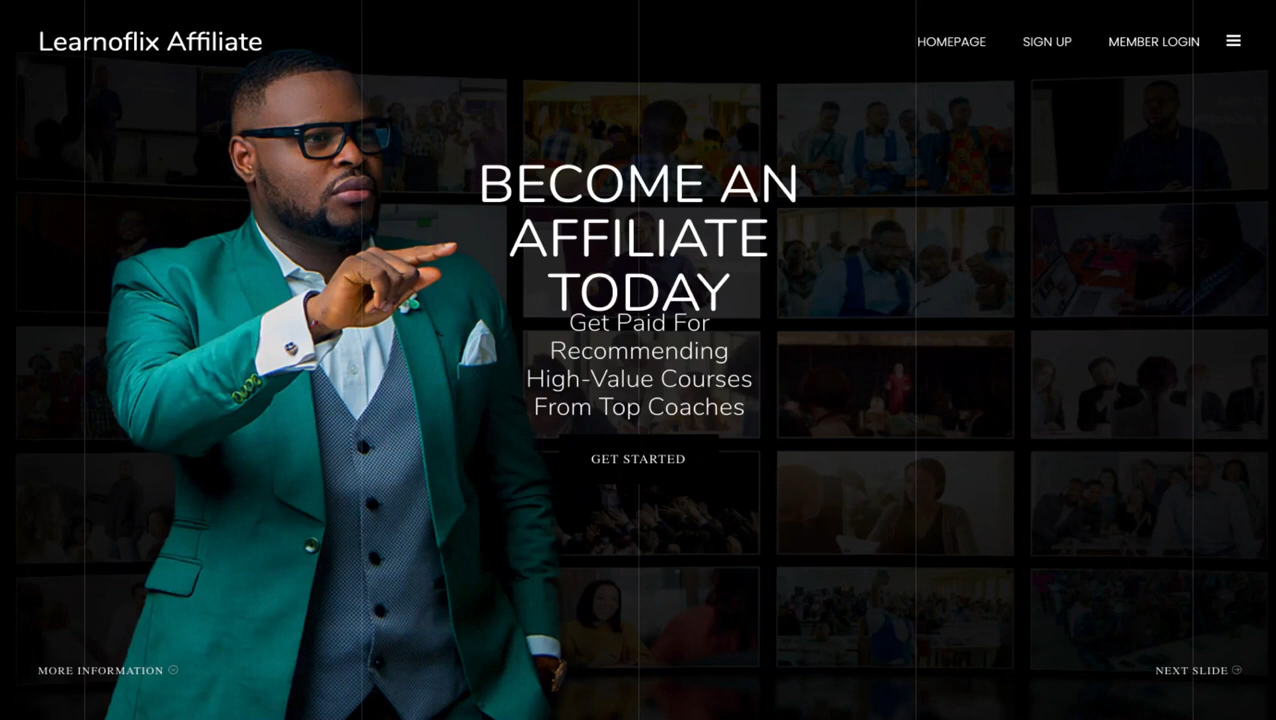 Learnoflix Affiliate
HOMEPAGE
SIGN UP
MEMBER LOGIN
BECOME AN
AFFILIATE
TODAY
Get Paid For
Recommending
High-Value Courses
From Top Coaches
GET STARTED
MORE INFORMATION
NEXT SLIDE